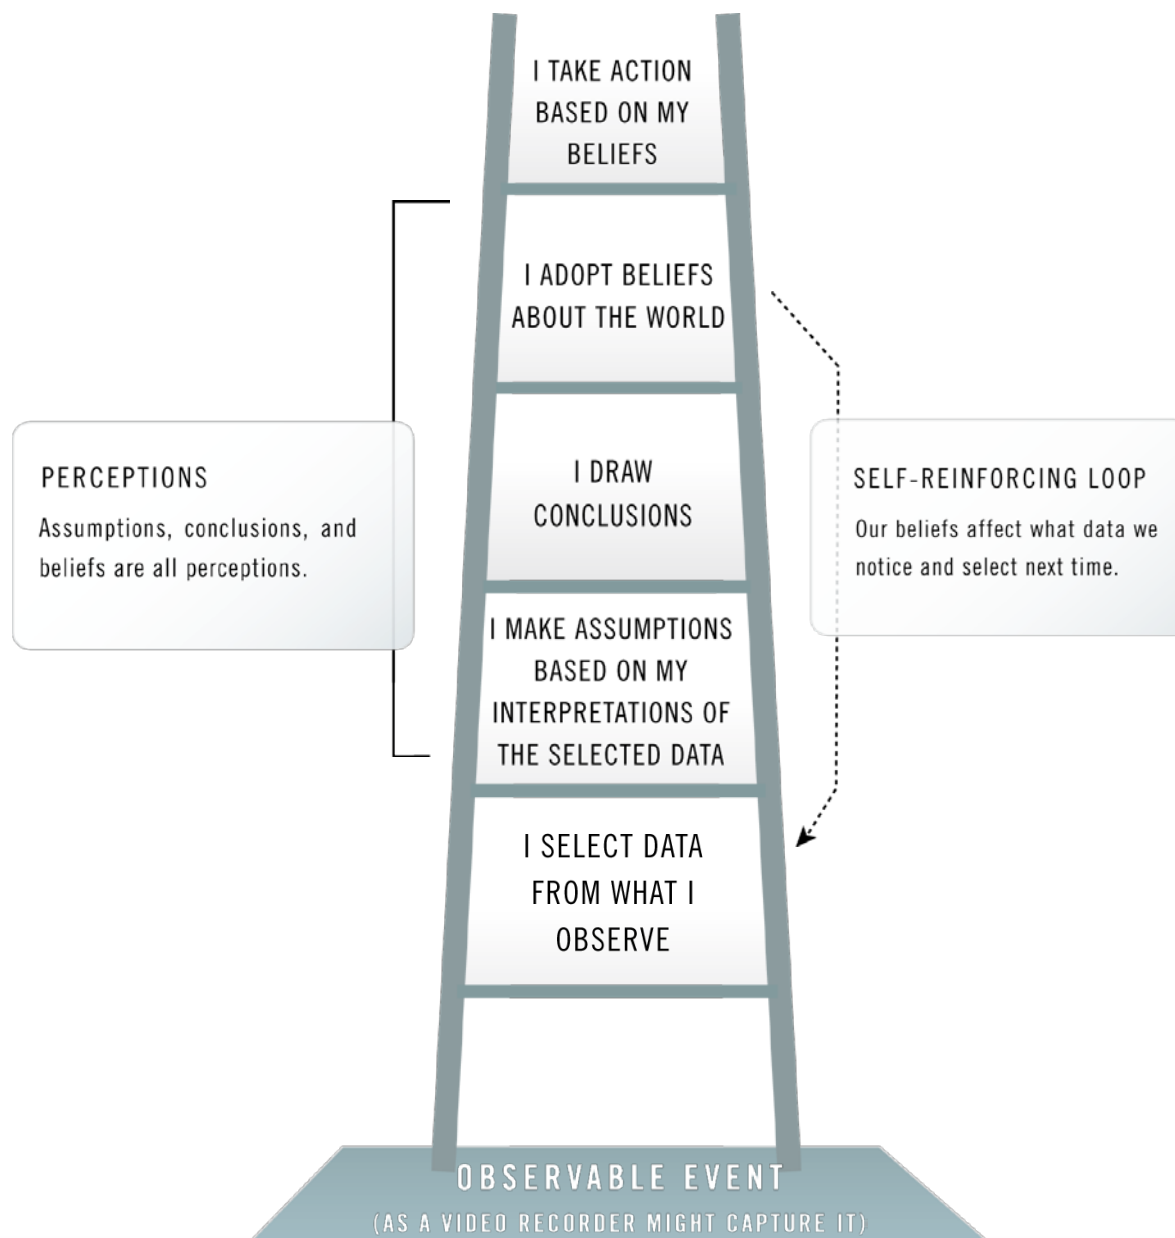 I TAKE ACTION
BASED ON MY
BELIEFS
I ADOPT BELIEFS
ABOUT THE WORLD
I DRAW
CONCLUSIONS
PERCEPTIONS
Assumptions, conclusions, and
beliefs are all perceptions.
SELF-REINFORCING LOOP
Our beliefs affect what data we
notice and select next time.
I MAKE ASSUMPTIONS
BASED ON MY
INTERPRETATIONS OF
THE SELECTED DATA
I SELECT DATA
FROM WHAT I
OBSERVE
OBSERVABLE EVENT
(AS A VIDEO RECORDER MIGHT CAPTURE IT)